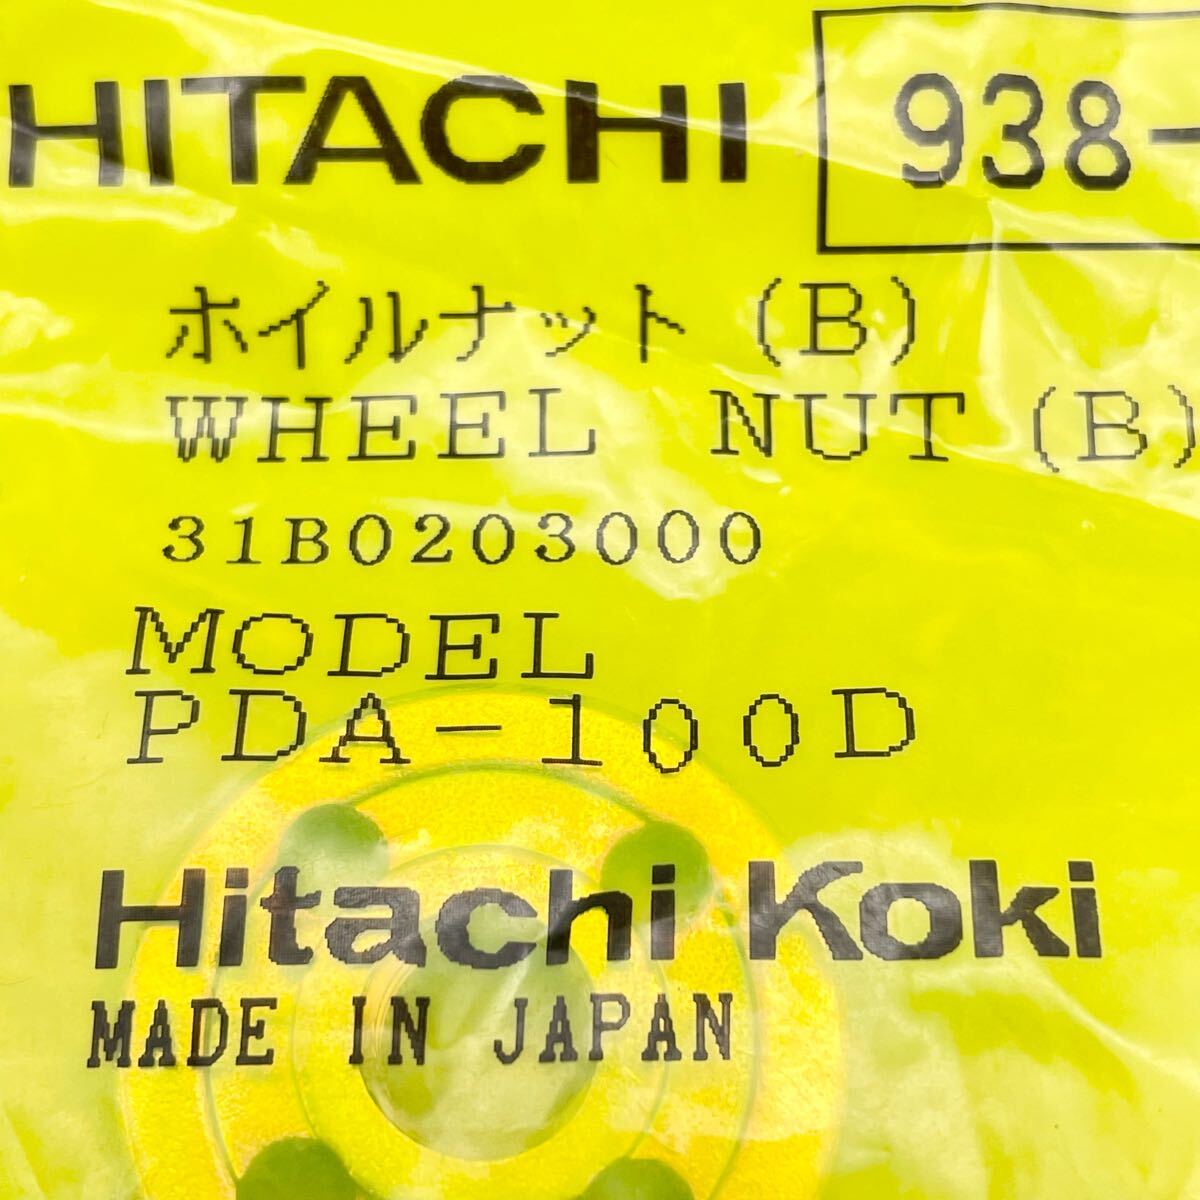 HITACHI 938-
ホイルナット(B)
WHEEL NUT(B)
31B0203000
MODEL
PDA-100D
Hitachi Koki
MADE IN JAPAN